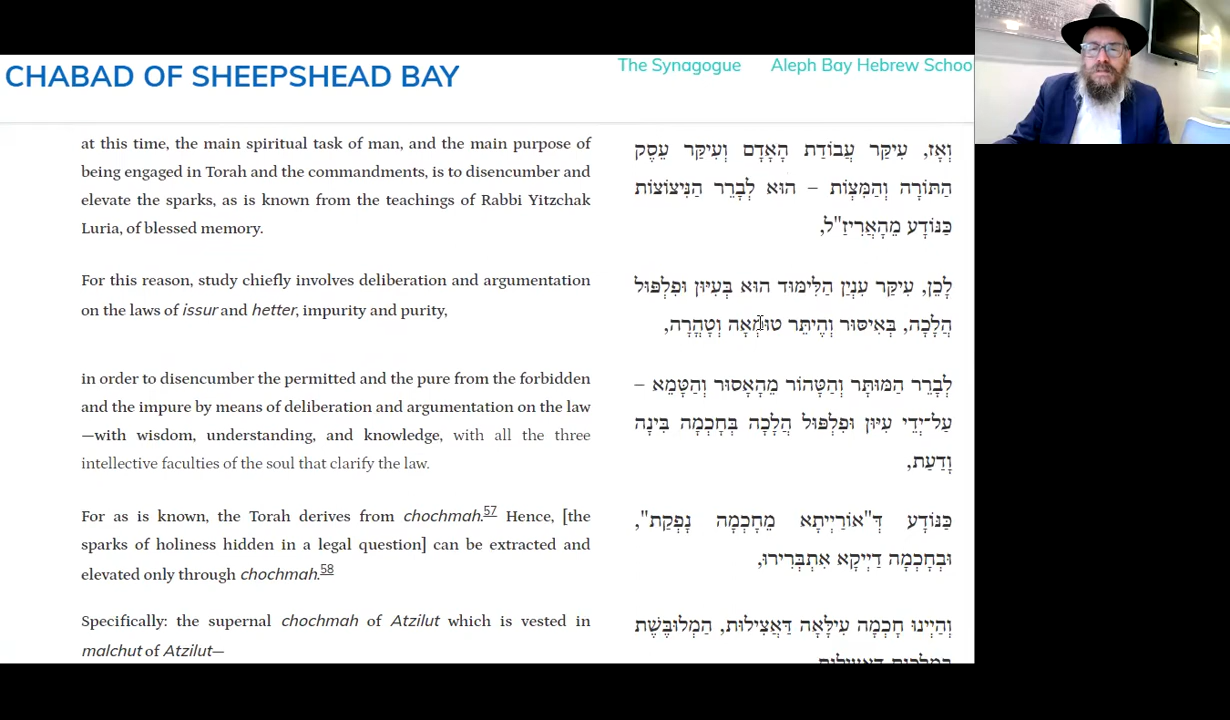 CHABAD OF SHEEPSHEAD BAY
The Synagogue Aleph Bay Hebrew Schoo
at this time, the main spiritual task of man, and the main purpose of
being engaged in Torah and the commandments, is to disencumber and
elevate the sparks, as is known from the teachings of Rabbi Yitzchak
Luria, of blessed memory.
וְאָז, עִיקַּר עֲבוֹדַת הָאָדָם וְעִיקַּר עֵסֶק
הַתּוֹרָה וְהַמִּצְוֹת – הוּא לְבָרֵר הַנִּיצוֹצוֹת
כַּנּוֹדָע מֵהָאֲרִיזַ"ל,
For this reason, study chiefly involves deliberation and argumentation
on the laws of issur and hetter, impurity and purity,
לָכֵן, עִיקַּר עִנְיַן הַלִּימּוּד הוּא בְּעִיּוּן וּפִלְפּוּל
הֲלָכָה, בְּאִיסּוּר וְהֶיתֵּר טוּמְאָה וְטָהֳרָה,
in order to disencumber the permitted and the pure from the forbidden
and the impure by means of deliberation and argumentation on the law
—with wisdom, understanding, and knowledge, with all the three
intellective faculties of the soul that clarify the law.
לְבָרֵר הַמּוּתָּר וְהַטָּהוֹר מֵהָאָסוּר וְהַטָּמֵא –
עַל־יְדֵי עִיּוּן וּפִלְפּוּל הֲלָכָה בְּחָכְמָה בִּינָה
וָדַעַת,
For as is known, the Torah derives from chochmah.57 Hence, [the
sparks of holiness hidden in a legal question] can be extracted and
elevated only through chochmah.58
כַּנּוֹדָע דְּ"אוֹרַיְיתָא מֵחָכְמָה נָפְקַת",
וּבְחָכְמָה דַּיְיקָא אִתְבְּרִירוּ,
Specifically: the supernal chochmah of Atzilut which is vested in
malchut of Atzilut—
וְהַיְינוּ חָכְמָה עִילָּאָה דַּאֲצִילוּת, הַמְלוּבֶּשֶׁת